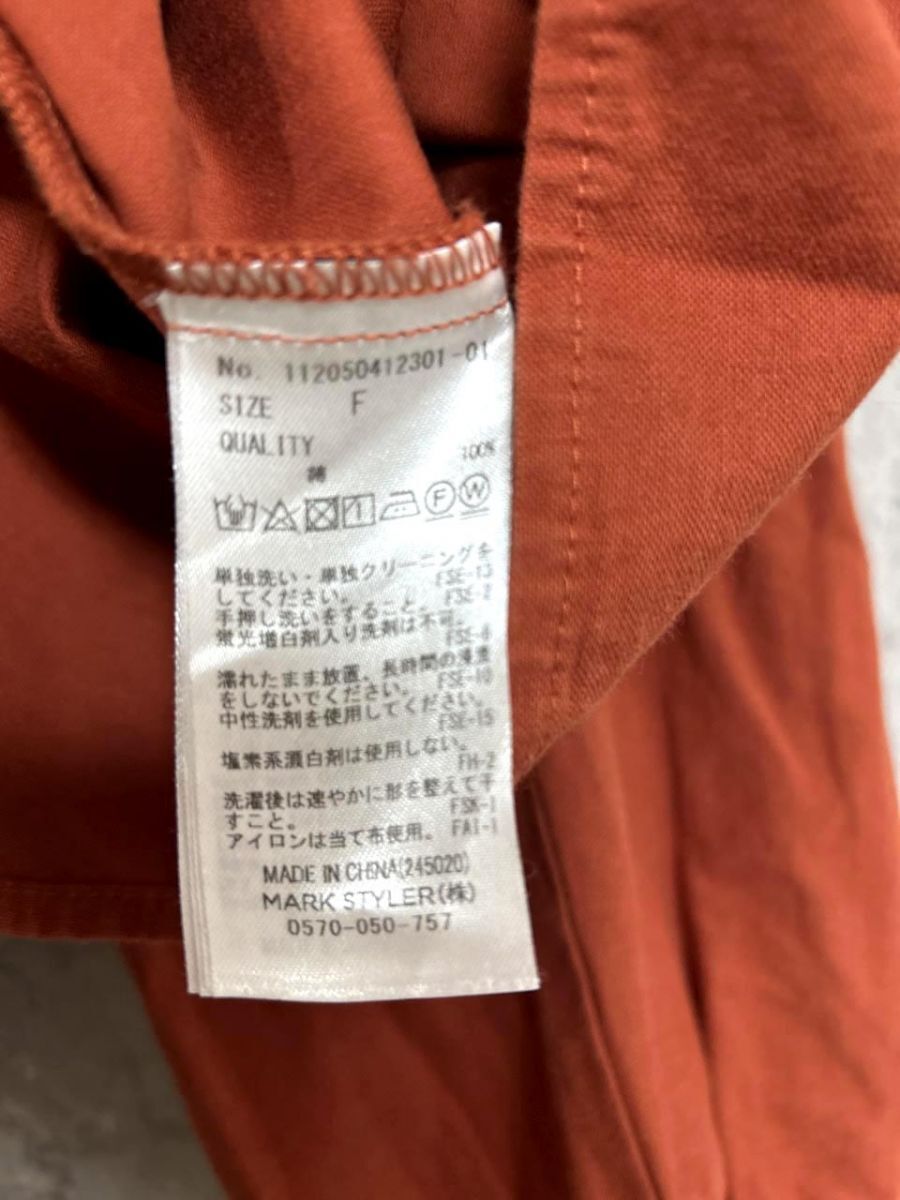 No. 112050412301-01
SIZE F
QUALITY
綿 100%
F W
単独洗い・単独クリーニングを
してください。 FSE-13
手押し洗いをすること。 FSE-2
蛍光増白剤入り洗剤は不可。
FSE-6
濡れたまま放置、長時間の浸漬
をしないでください。 FSE-10
中性洗剤を使用してください。
FSE-15
塩素系漂白剤は使用しない。
FH-2
洗濯後は速やかに形を整えて干
すこと。 FSK-1
アイロンは当て布使用。 FAI-1
MADE IN CHINA(245020)
MARK STYLER(株)
0570-050-757